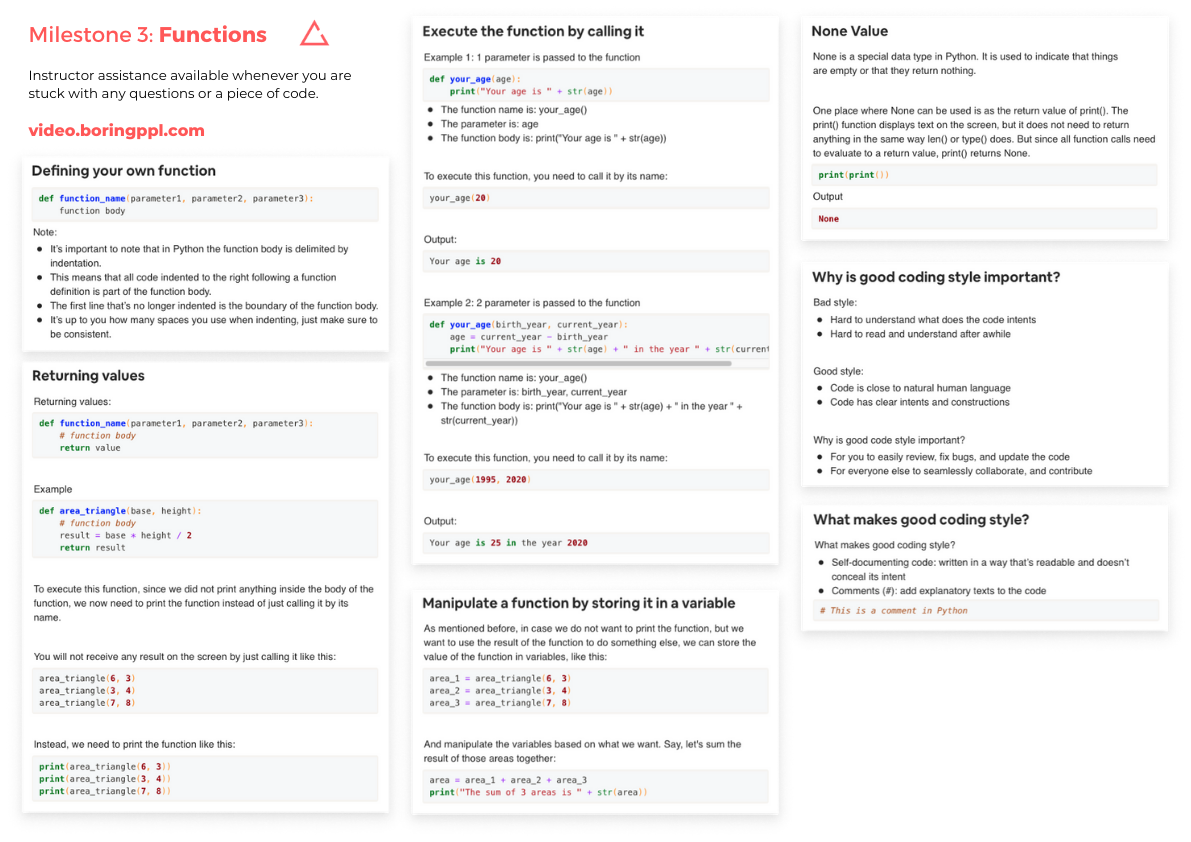 Milestone 3: Functions
Instructor assistance available whenever you are
stuck with any questions or a piece of code.
video.boringppl.com
Defining your own function
def function_name(parameter1, parameter2, parameter3):
    function body
Note:
● It's important to note that in Python the function body is delimited by
indentation.
● This means that all code indented to the right following a function
definition is part of the function body.
● The first line that's no longer indented is the boundary of the function body.
● It's up to you how many spaces you use when indenting, just make sure to
be consistent.
Returning values
Returning values:
def function_name(parameter1, parameter2, parameter3):
    # function body
    return value
Example
def area_triangle(base, height):
    # function body
    result = base * height / 2
    return result
To execute this function, since we did not print anything inside the body of the
function, we now need to print the function instead of just calling it by its
name.
You will not receive any result on the screen by just calling it like this:
area_triangle(6, 3)
area_triangle(3, 4)
area_triangle(7, 8)
Instead, we need to print the function like this:
print(area_triangle(6, 3))
print(area_triangle(3, 4))
print(area_triangle(7, 8))
Execute the function by calling it
Example 1: 1 parameter is passed to the function
def your_age(age):
    print("Your age is " + str(age))
● The function name is: your_age()
● The parameter is: age
● The function body is: print("Your age is " + str(age))
To execute this function, you need to call it by its name:
your_age(20)
Output:
Your age is 20
Example 2: 2 parameter is passed to the function
def your_age(birth_year, current_year):
    age = current_year - birth_year
    print("Your age is " + str(age) + " in the year " + str(current
● The function name is: your_age()
● The parameter is: birth_year, current_year
● The function body is: print("Your age is " + str(age) + " in the year " +
str(current_year))
To execute this function, you need to call it by its name:
your_age(1995, 2020)
Output:
Your age is 25 in the year 2020
Manipulate a function by storing it in a variable
As mentioned before, in case we do not want to print the function, but we
want to use the result of the function to do something else, we can store the
value of the function in variables, like this:
area_1 = area_triangle(6, 3)
area_2 = area_triangle(3, 4)
area_3 = area_triangle(7, 8)
And manipulate the variables based on what we want. Say, let's sum the
result of those areas together:
area = area_1 + area_2 + area_3
print("The sum of 3 areas is " + str(area))
None Value
None is a special data type in Python. It is used to indicate that things
are empty or that they return nothing.
One place where None can be used is as the return value of print(). The
print() function displays text on the screen, but it does not need to return
anything in the same way len() or type() does. But since all function calls need
to evaluate to a return value, print() returns None.
print(print())
Output
None
Why is good coding style important?
Bad style:
● Hard to understand what does the code intents
● Hard to read and understand after awhile
Good style:
● Code is close to natural human language
● Code has clear intents and constructions
Why is good code style important?
● For you to easily review, fix bugs, and update the code
● For everyone else to seamlessly collaborate, and contribute
What makes good coding style?
What makes good coding style?
● Self-documenting code: written in a way that's readable and doesn't
conceal its intent
● Comments (#): add explanatory texts to the code
# This is a comment in Python